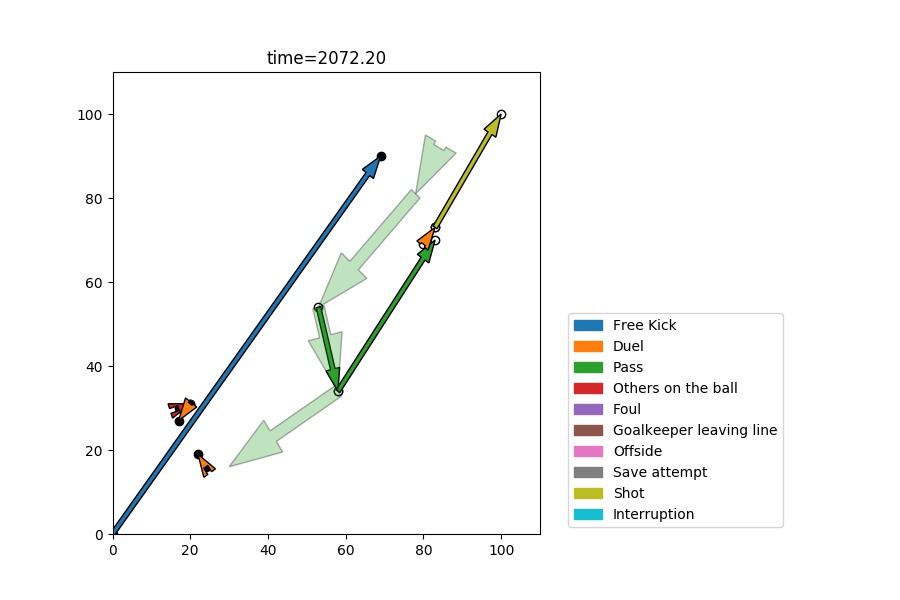 time=2072.20
100
80
60
40
20
0
0 20 40 60 80 100
Free Kick
Duel
Pass
Others on the ball
Foul
Goalkeeper leaving line
Offside
Save attempt
Shot
Interruption